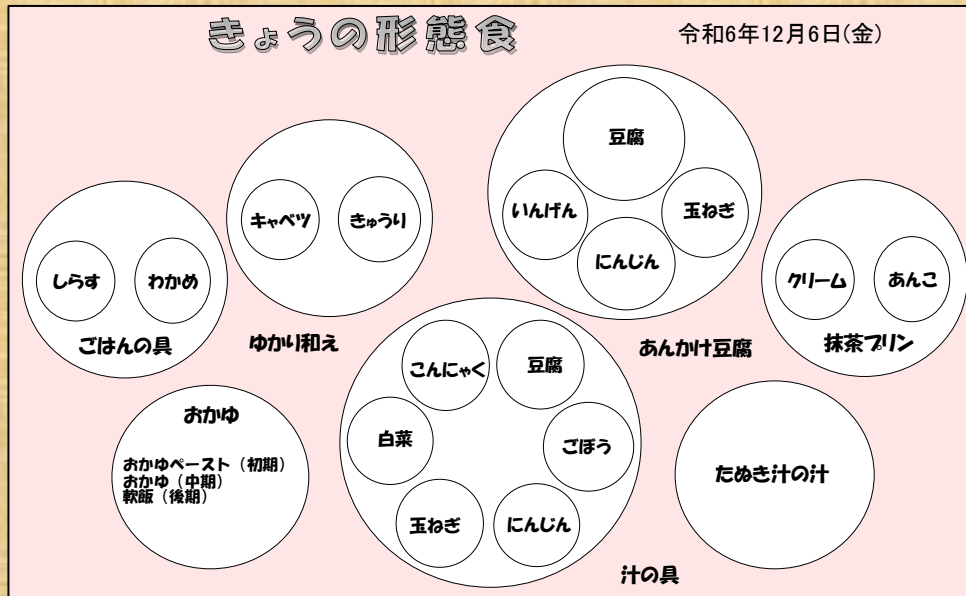 きょうの形態食
令和6年12月6日(金)
しらす
わかめ
ごはんの具
キャベツ
きゅうり
ゆかり和え
豆腐
いんげん
玉ねぎ
にんじん
あんかけ豆腐
クリーム
あんこ
抹茶プリン
おかゆ
おかゆペースト（初期）
おかゆ（中期）
軟飯（後期）
こんにゃく
豆腐
白菜
ごぼう
玉ねぎ
にんじん
汁の具
たぬき汁の汁